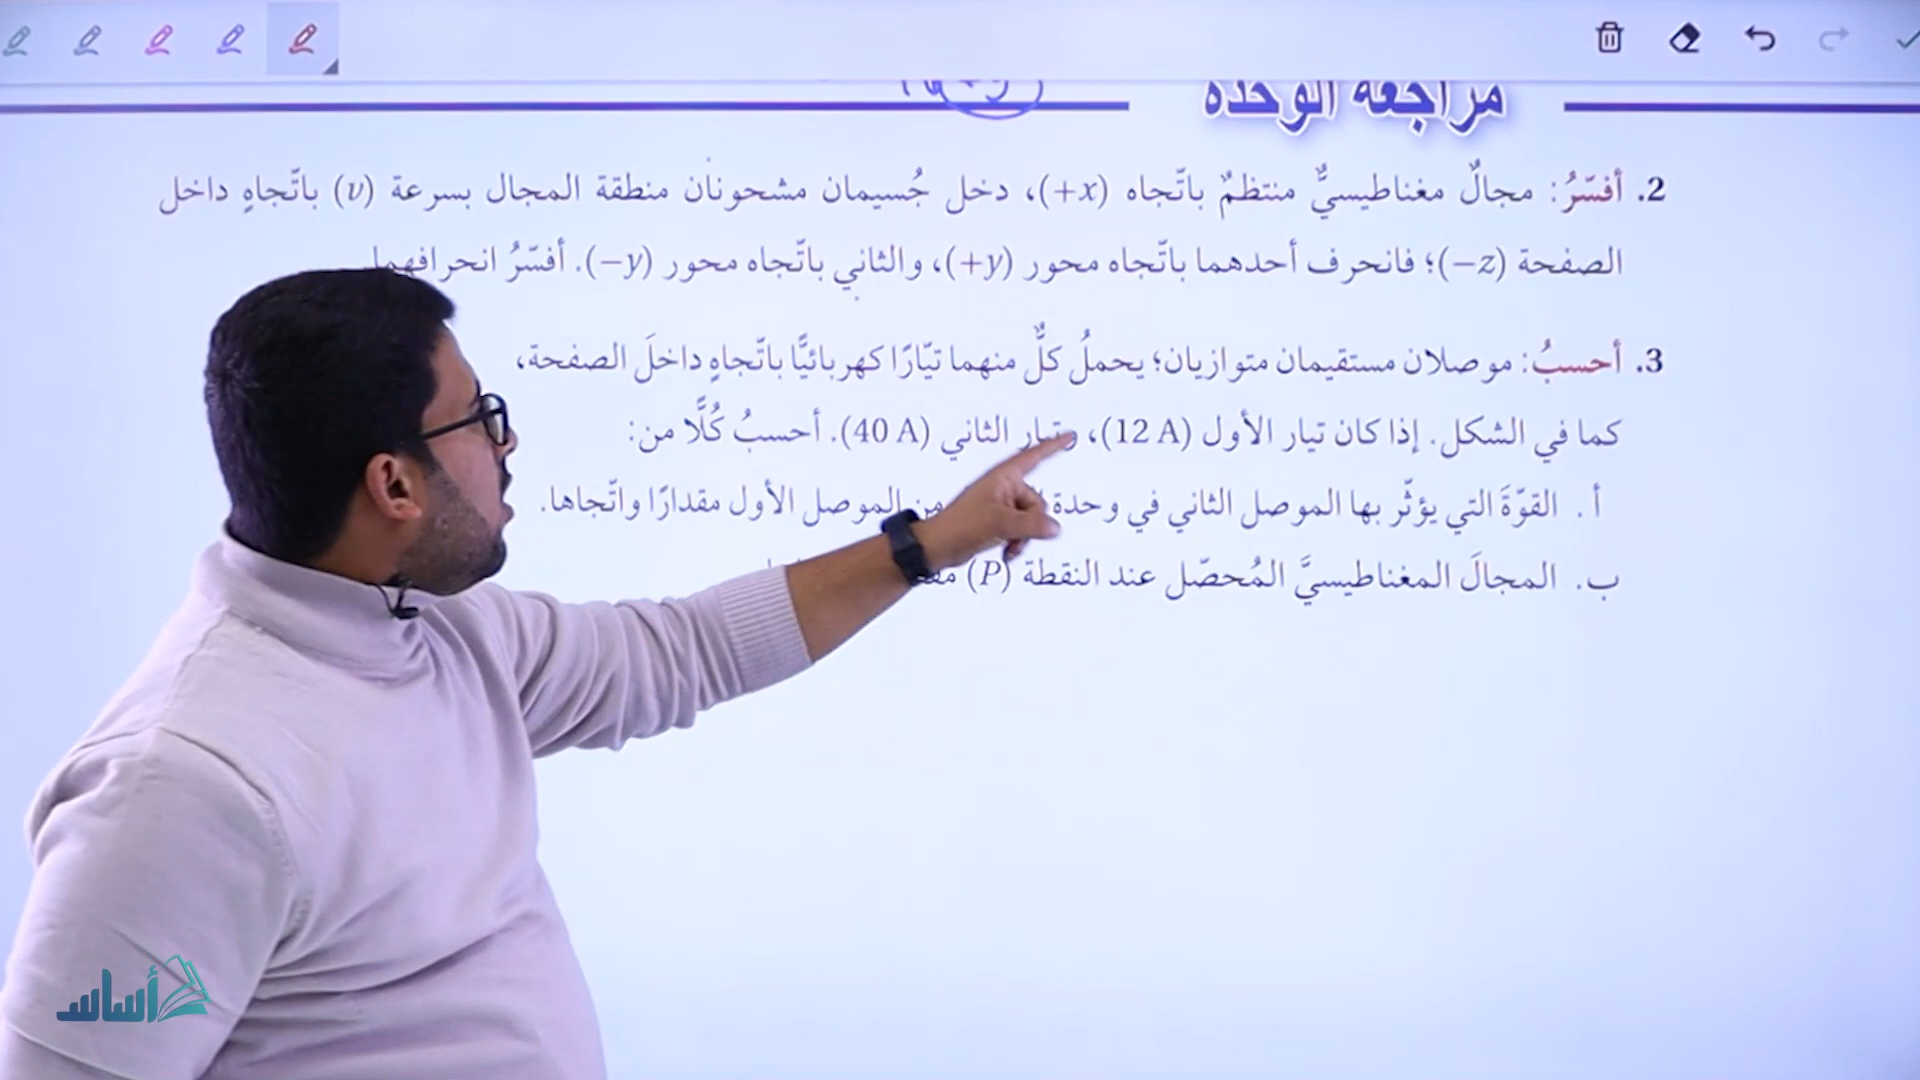 مراجعة الوحدة
2. أفسّرُ: مجالٌ مغناطيسيٌّ منتظمٌ باتّجاه (+x)، دخل جُسيمان مشحونان منطقة المجال بسرعة (v) باتّجاهٍ داخل
الصفحة (−z)؛ فانحرف أحدهما باتّجاه محور (+y)، والثاني باتّجاه محور (−y). أفسّرُ انحرافهما
3. أحسبُ: موصلان مستقيمان متوازيان؛ يحملُ كلٌّ منهما تيّارًا كهربائيًّا باتّجاهٍ داخلَ الصفحة،
كما في الشكل. إذا كان تيار الأول (12 A)، وتيار الثاني (40 A). أحسبُ كُلًّا من:
أ. القوّةَ التي يؤثّر بها الموصل الثاني في وحدة من الموصل الأول مقدارًا واتّجاها.
ب. المجالَ المغناطيسيَّ المُحصّل عند النقطة (P)
أساس